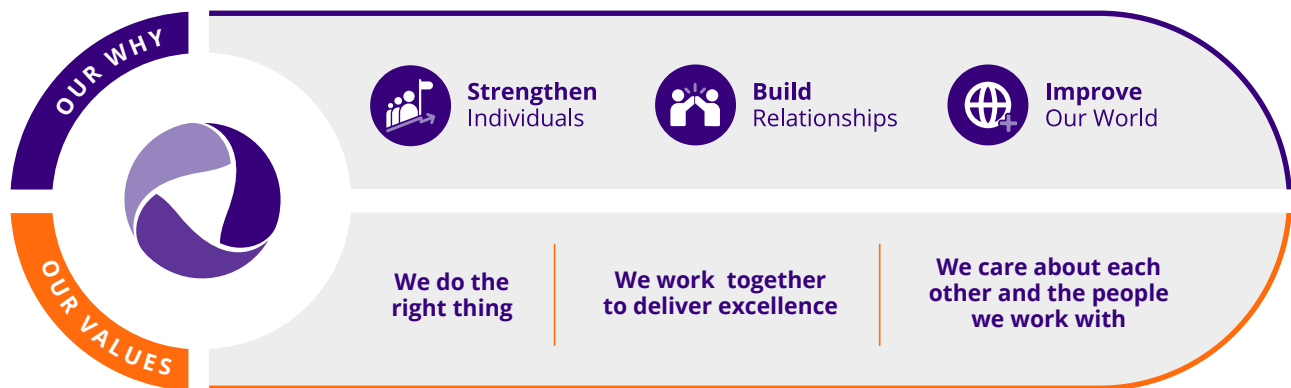 OUR WHY
Strengthen
Individuals
Build
Relationships
Improve
Our World
OUR VALUES
We do the
right thing
We work together
to deliver excellence
We care about each
other and the people
we work with